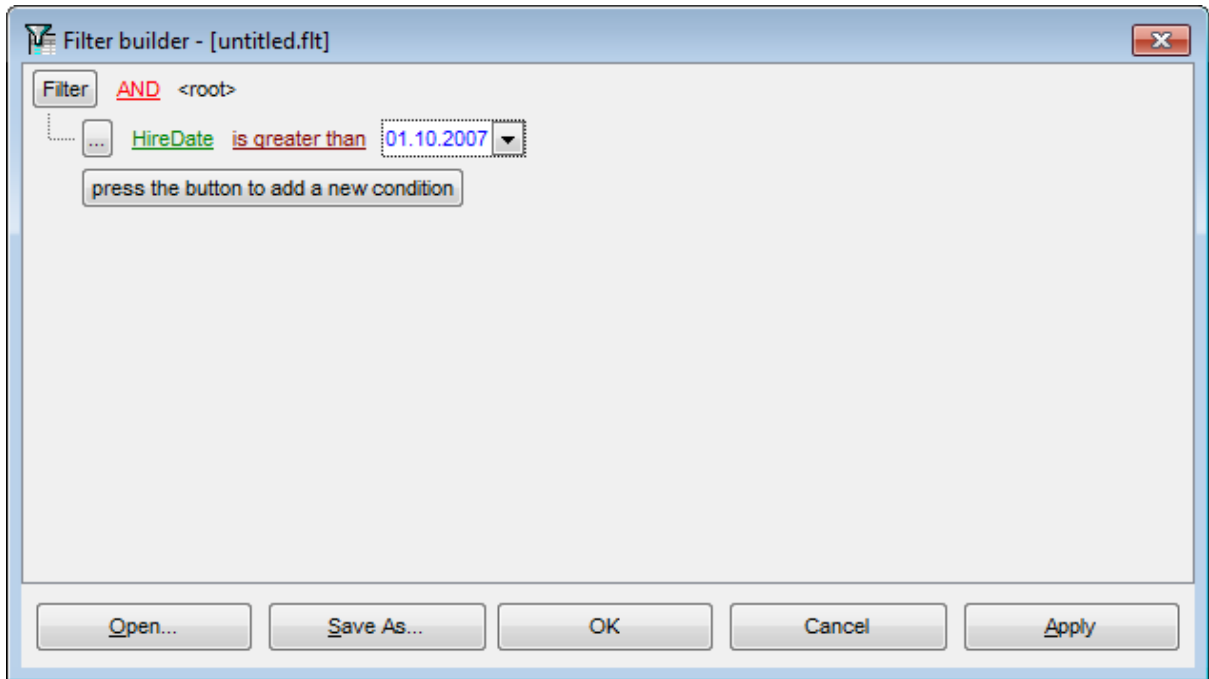 Filter builder - [untitled.flt]
Filter AND <root>
... HireDate is greater than 01.10.2007
press the button to add a new condition
Open... Save As... OK Cancel Apply